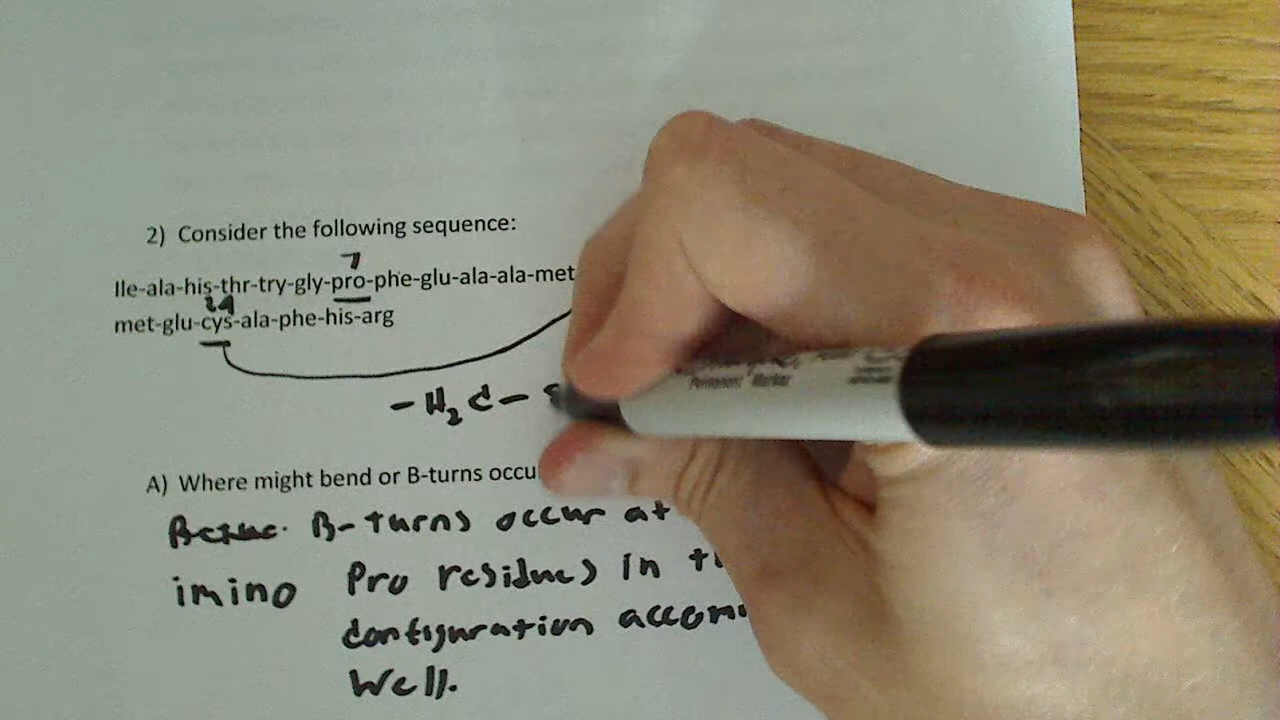 2) Consider the following sequence:
7
Ile-ala-his-thr-try-gly-pro-phe-glu-ala-ala-met
met-glu-cys-ala-phe-his-arg
- H2C - S
Permanent Marker
A) Where might bend or B-turns occu
B-turns occur at
imino Pro residues in
configuration
Well.